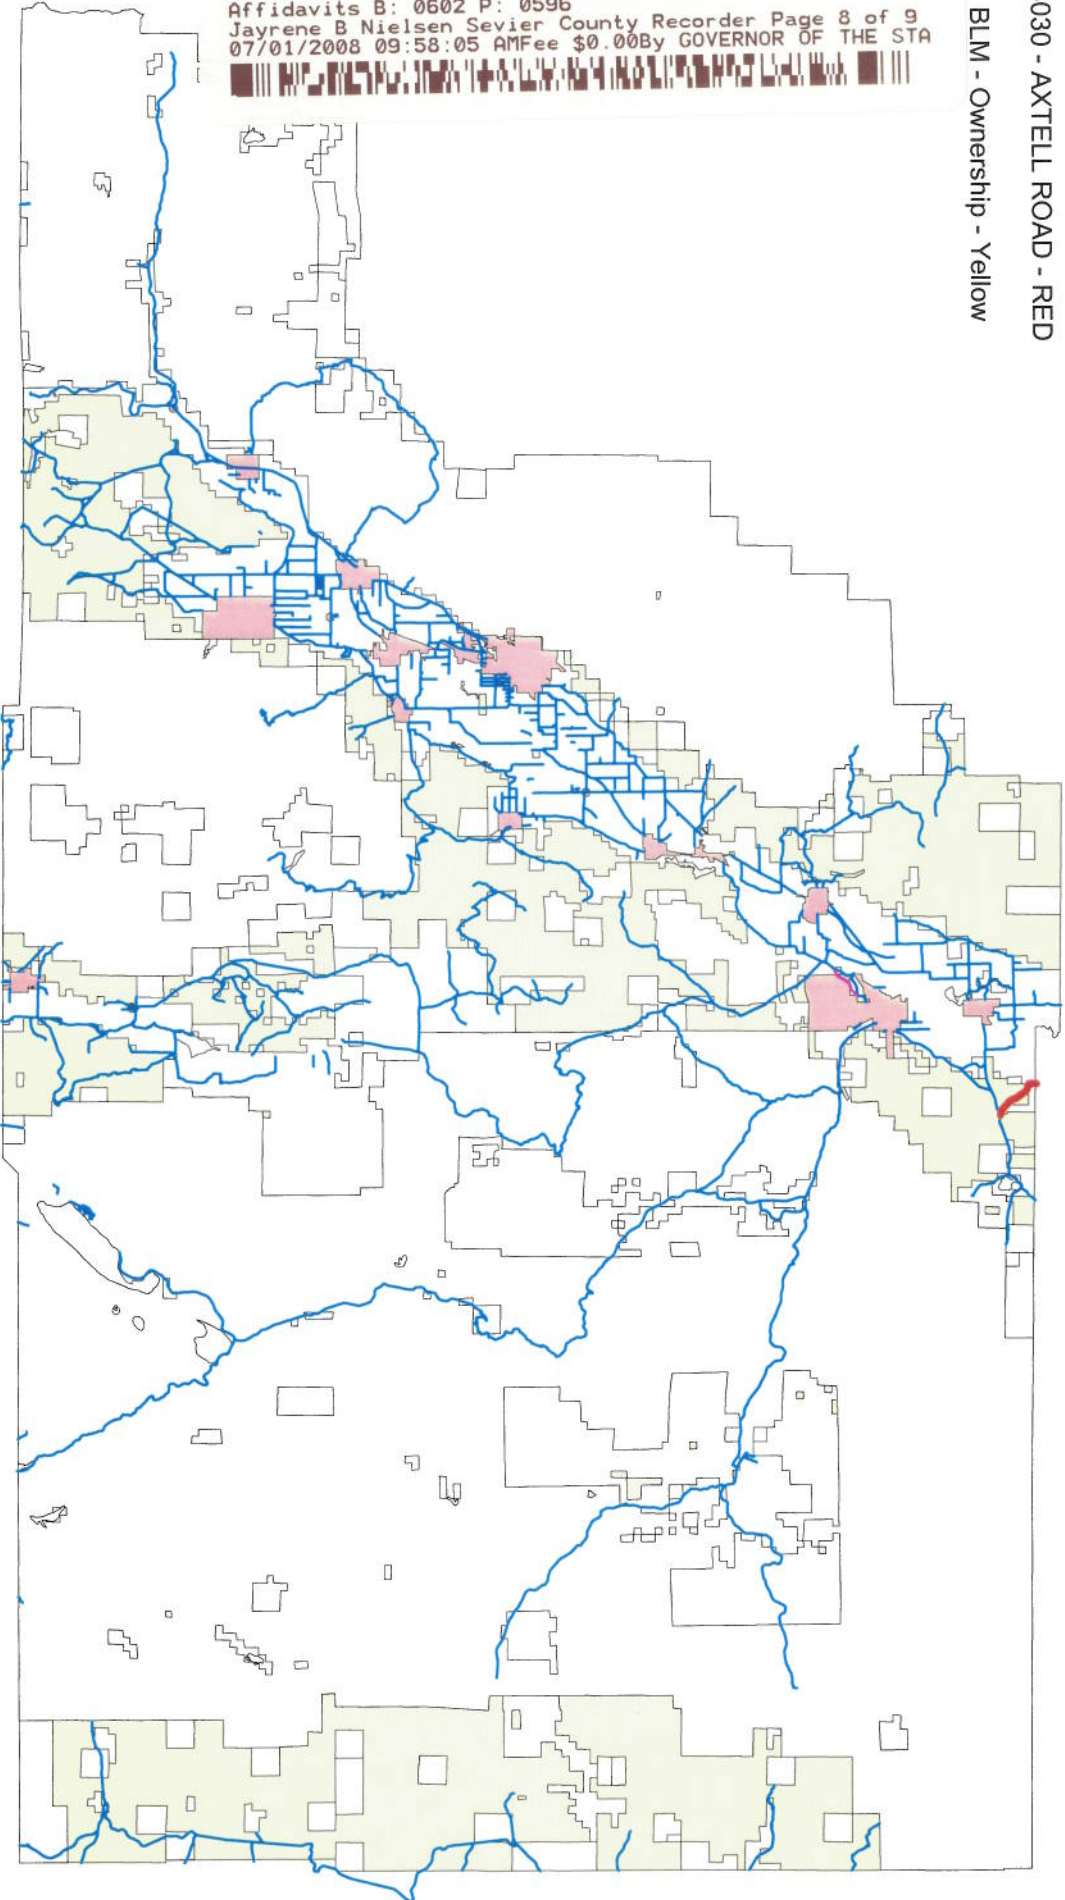 Affidavits B: 0602 P: 0596
Jayrene B Nielsen Sevier County Recorder Page 8 of 9
07/01/2008 09:58:05 AMFee $0.00By GOVERNOR OF THE STA
030 - AXTELL ROAD - RED
BLM - Ownership - Yellow